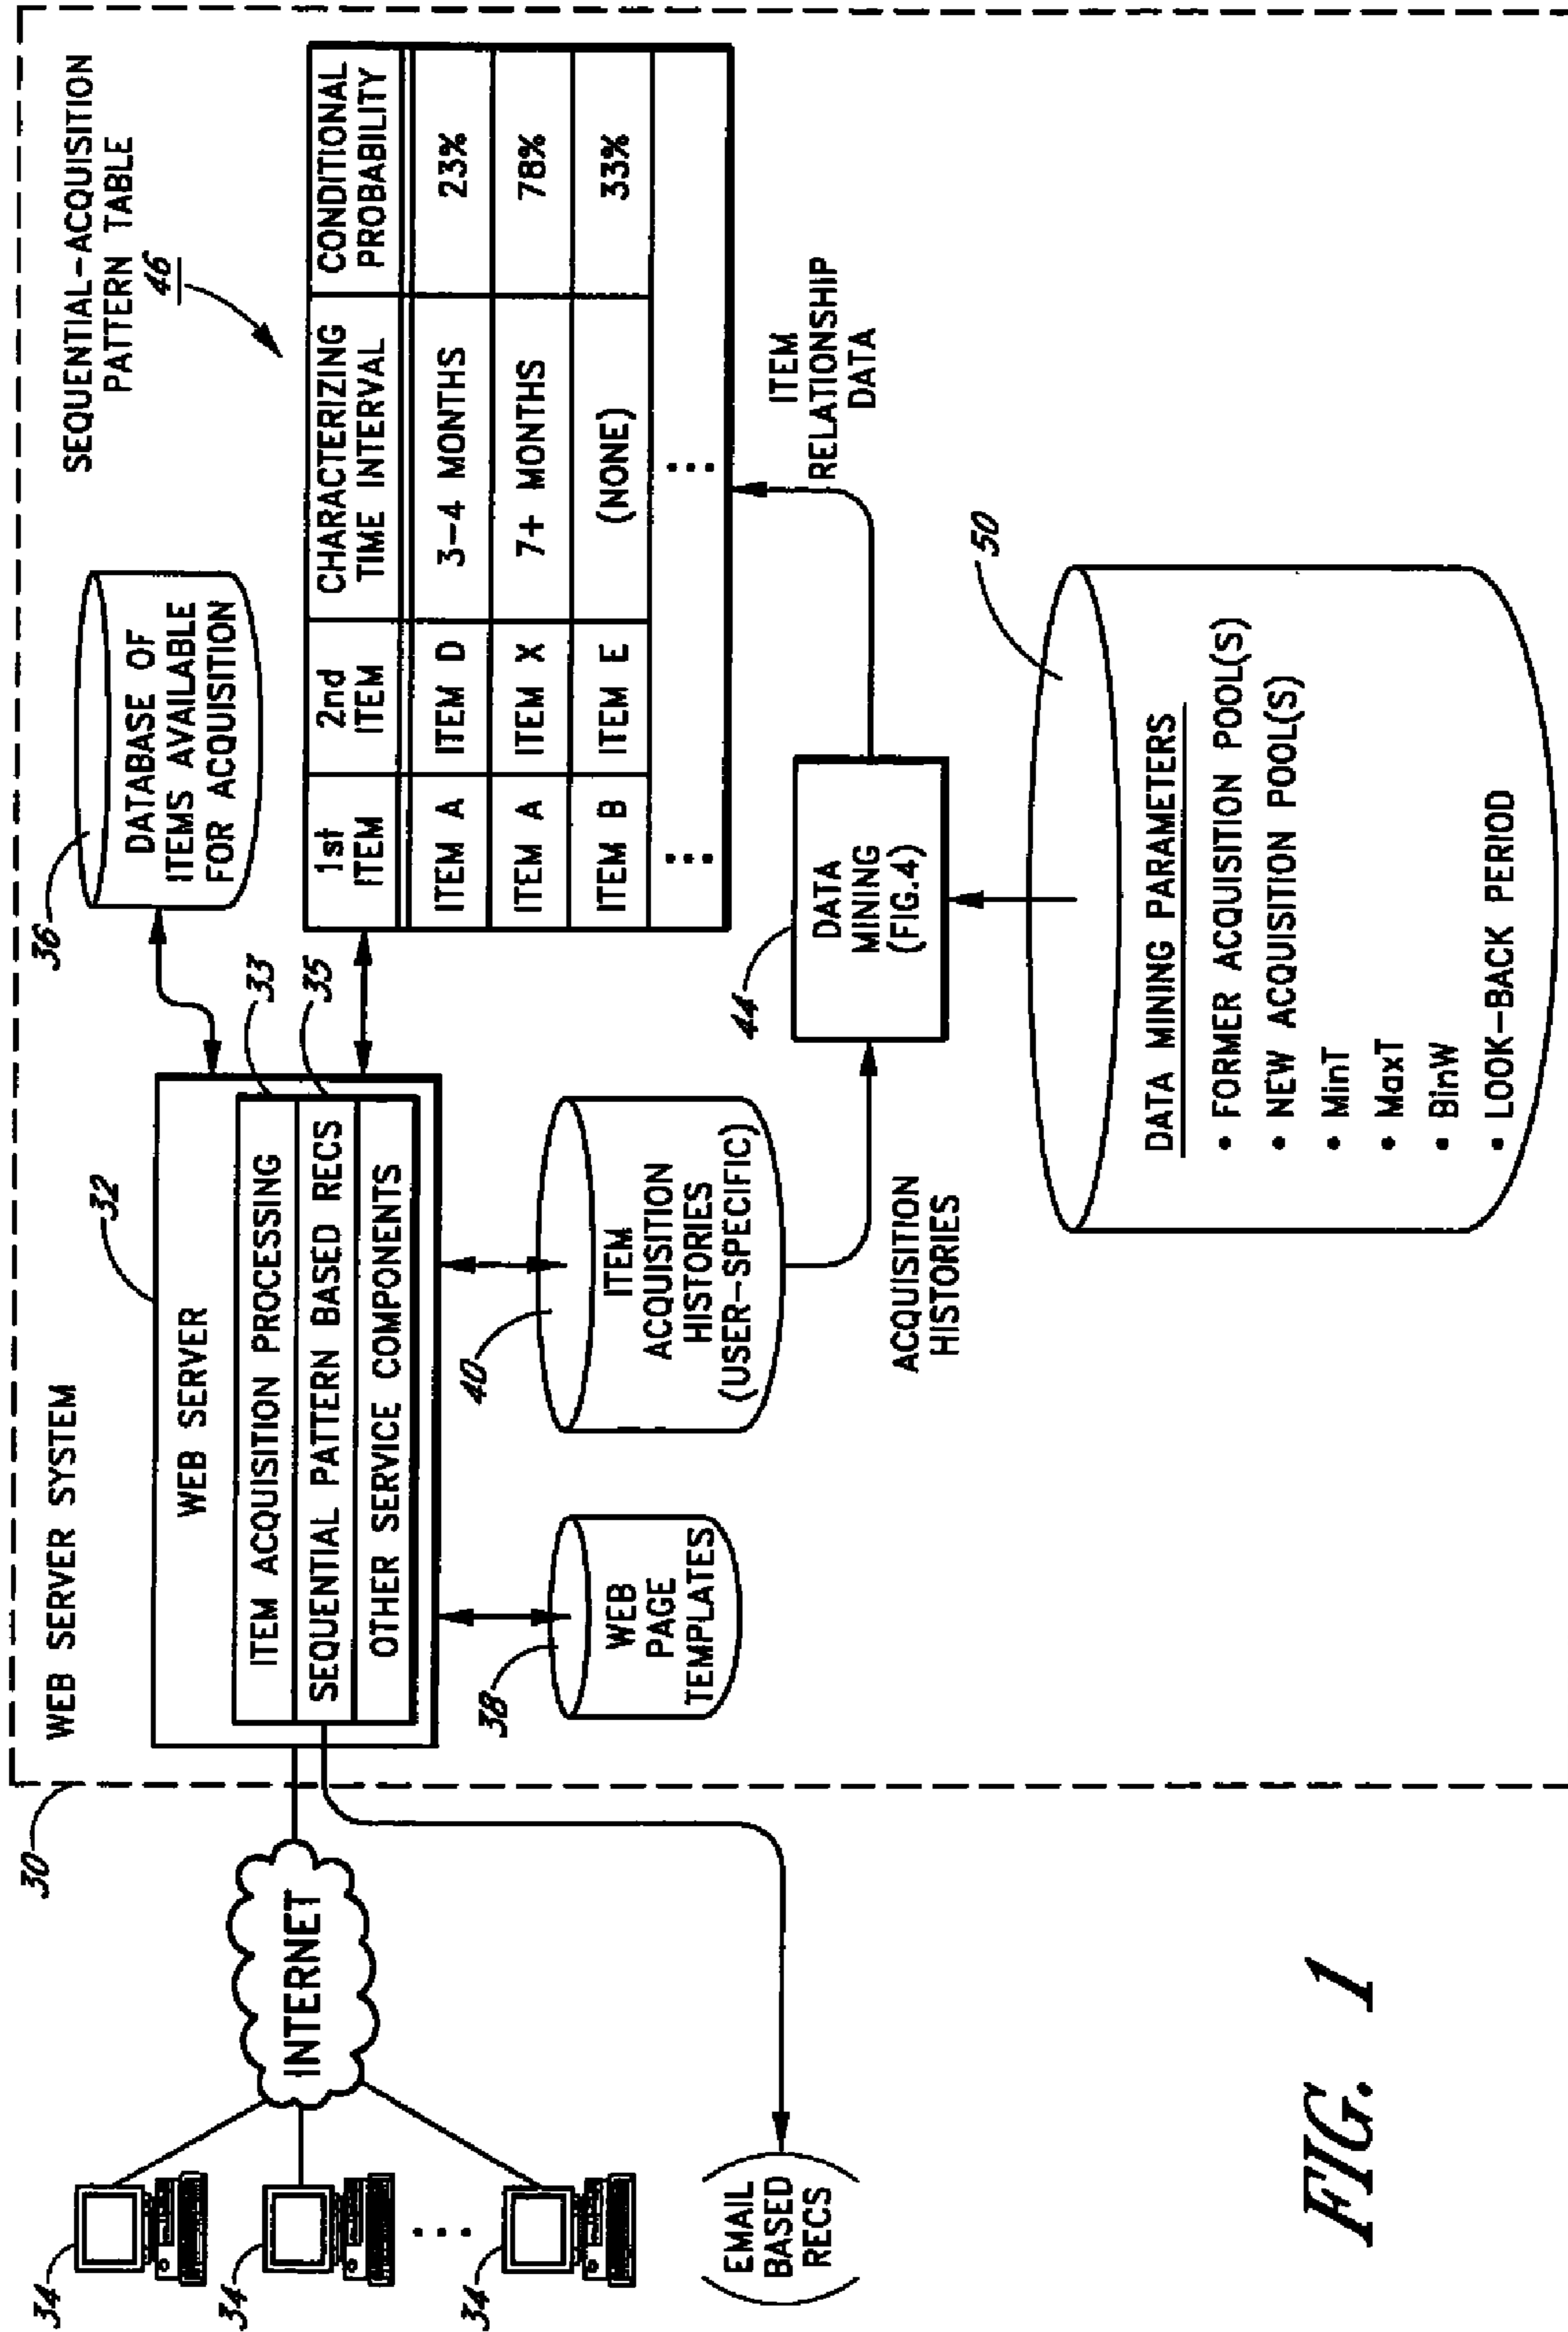 30
WEB SERVER SYSTEM
32
WEB SERVER
ITEM ACQUISITION PROCESSING
33
SEQUENTIAL PATTERN BASED RECS
35
OTHER SERVICE COMPONENTS
34
34
34
INTERNET
EMAIL
BASED
RECS
38
WEB
PAGE
TEMPLATES
40
ITEM
ACQUISITION
HISTORIES
(USER-SPECIFIC)
ACQUISITION
HISTORIES
36
DATABASE OF
ITEMS AVAILABLE
FOR ACQUISITION
SEQUENTIAL-ACQUISITION
PATTERN TABLE
46
1st
ITEM
2nd
ITEM
CHARACTERIZING
TIME INTERVAL
CONDITIONAL
PROBABILITY
ITEM A ITEM D 3-4 MONTHS 23%
ITEM A ITEM X 7+ MONTHS 78%
ITEM B ITEM E (NONE) 33%
44
DATA
MINING
(FIG.4)
ITEM
RELATIONSHIP
DATA
50
DATA MINING PARAMETERS
• FORMER ACQUISITION POOL(S)
• NEW ACQUISITION POOL(S)
• MinT
• MaxT
• BinW
• LOOK-BACK PERIOD
FIG. 1